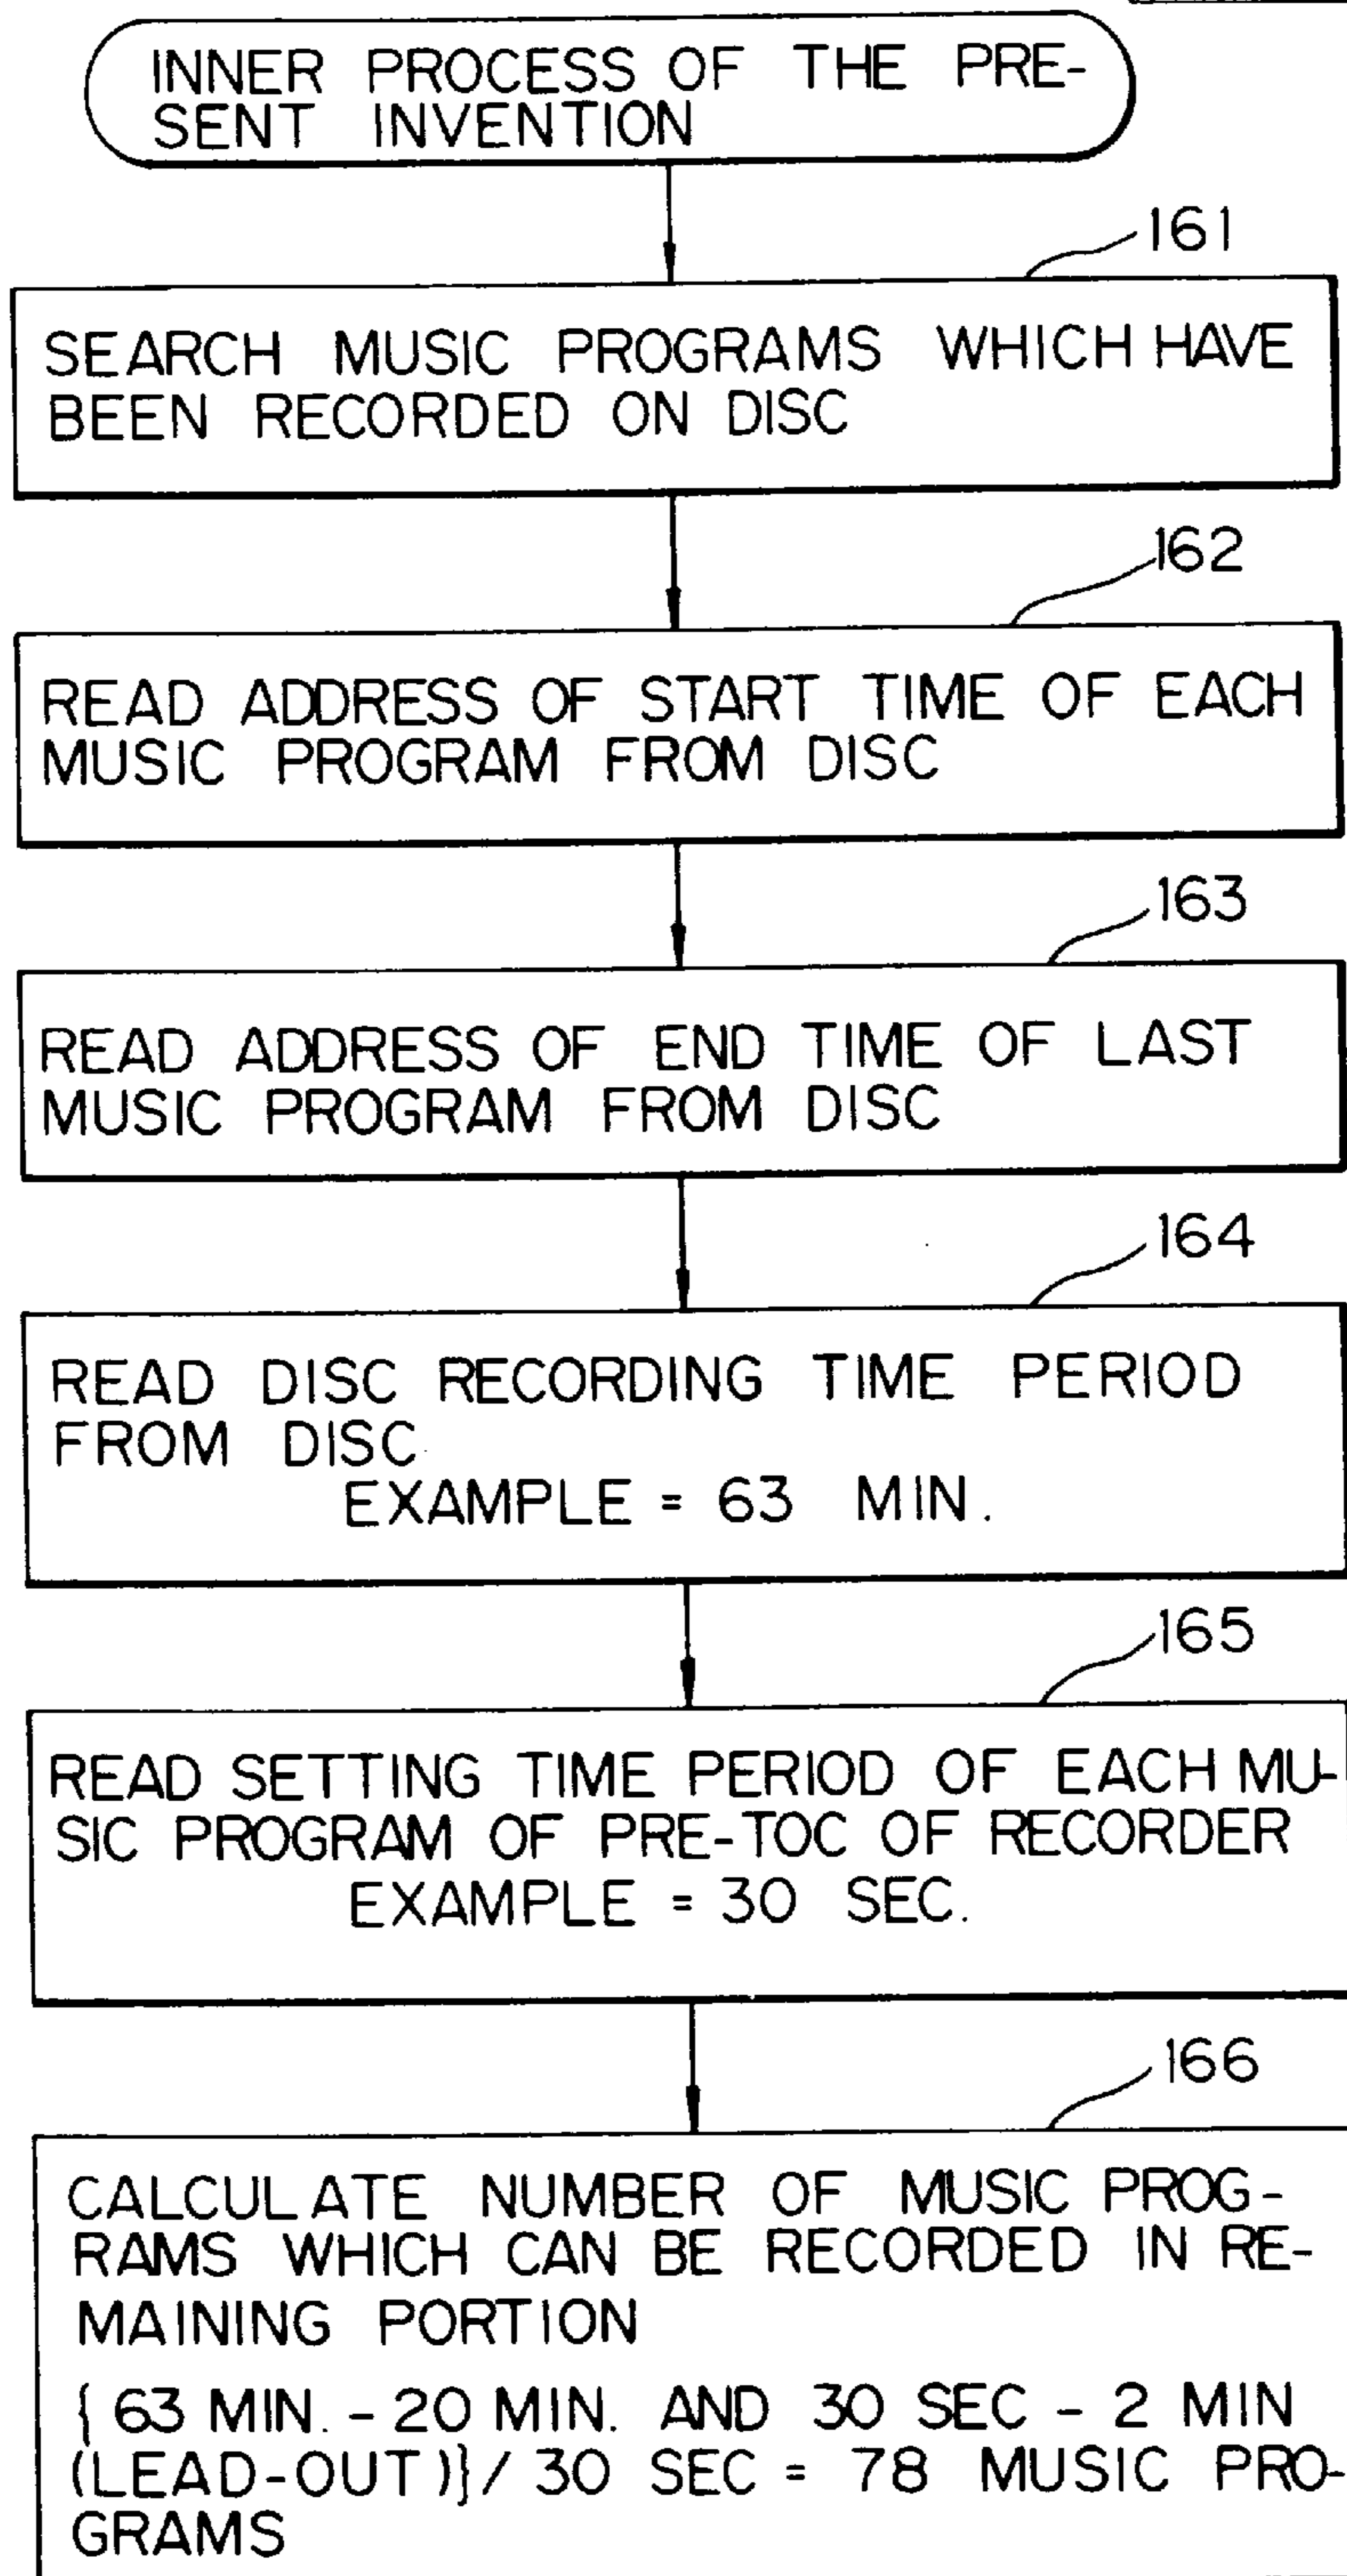 INNER PROCESS OF THE PRE-
SENT INVENTION
161
SEARCH MUSIC PROGRAMS WHICH HAVE
BEEN RECORDED ON DISC
162
READ ADDRESS OF START TIME OF EACH
MUSIC PROGRAM FROM DISC
163
READ ADDRESS OF END TIME OF LAST
MUSIC PROGRAM FROM DISC
164
READ DISC RECORDING TIME PERIOD
FROM DISC
EXAMPLE = 63 MIN.
165
READ SETTING TIME PERIOD OF EACH MU-
SIC PROGRAM OF PRE-TOC OF RECORDER
EXAMPLE = 30 SEC.
166
CALCULATE NUMBER OF MUSIC PROG-
RAMS WHICH CAN BE RECORDED IN RE-
MAINING PORTION
{63 MIN. - 20 MIN. AND 30 SEC - 2 MIN
(LEAD-OUT)}/ 30 SEC = 78 MUSIC PRO-
GRAMS